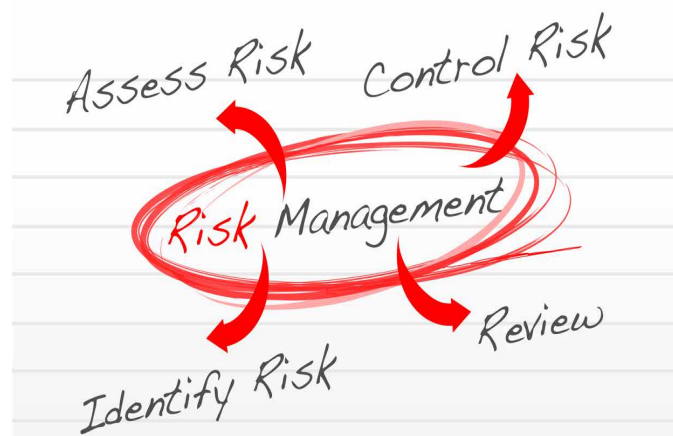 Assess Risk
Control Risk
Risk Management
Review
Identify Risk